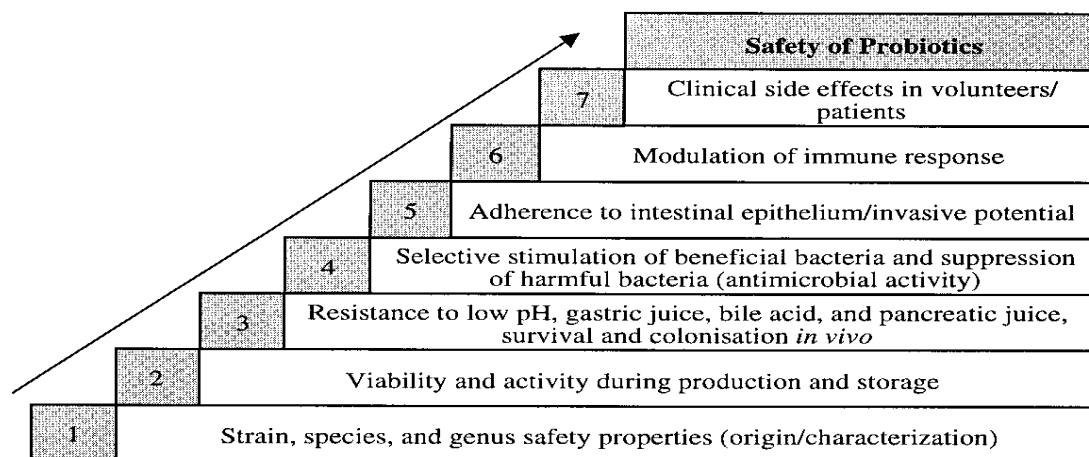 Safety of Probiotics
7 Clinical side effects in volunteers/
patients
6 Modulation of immune response
5 Adherence to intestinal epithelium/invasive potential
4 Selective stimulation of beneficial bacteria and suppression
of harmful bacteria (antimicrobial activity)
3 Resistance to low pH, gastric juice, bile acid, and pancreatic juice,
survival and colonisation in vivo
2 Viability and activity during production and storage
1 Strain, species, and genus safety properties (origin/characterization)